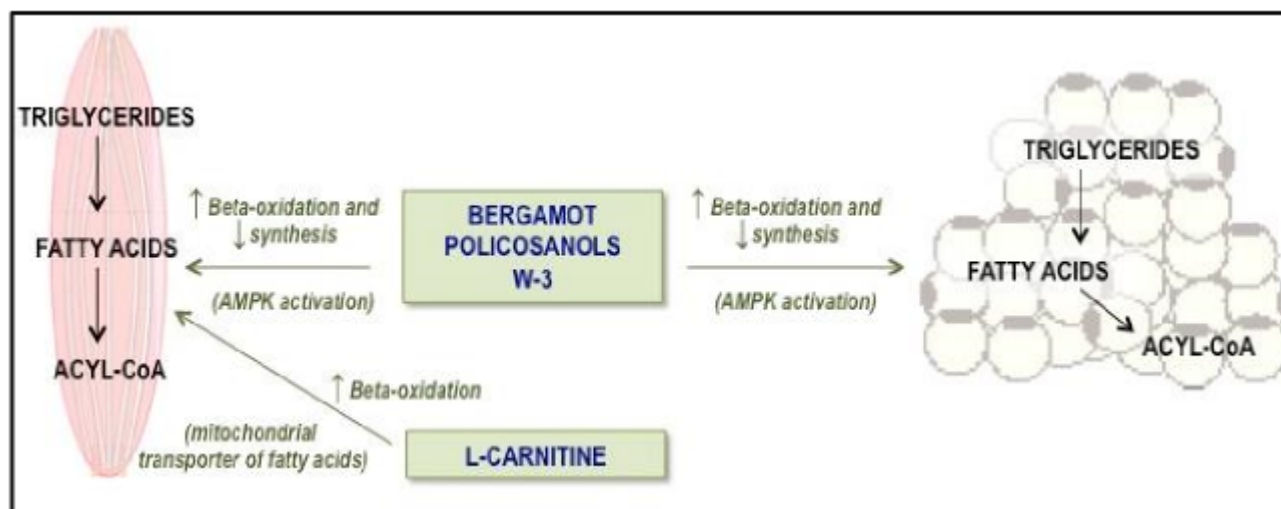 TRIGLYCERIDES
FATTY ACIDS
ACYL-CoA
↑ Beta-oxidation and
↓ synthesis
(AMPK activation)
BERGAMOT
POLICOSANOLS
W-3
↑ Beta-oxidation and
↓ synthesis
(AMPK activation)
↑ Beta-oxidation
(mitochondrial
transporter of fatty acids)
L-CARNITINE
TRIGLYCERIDES
FATTY ACIDS
ACYL-CoA